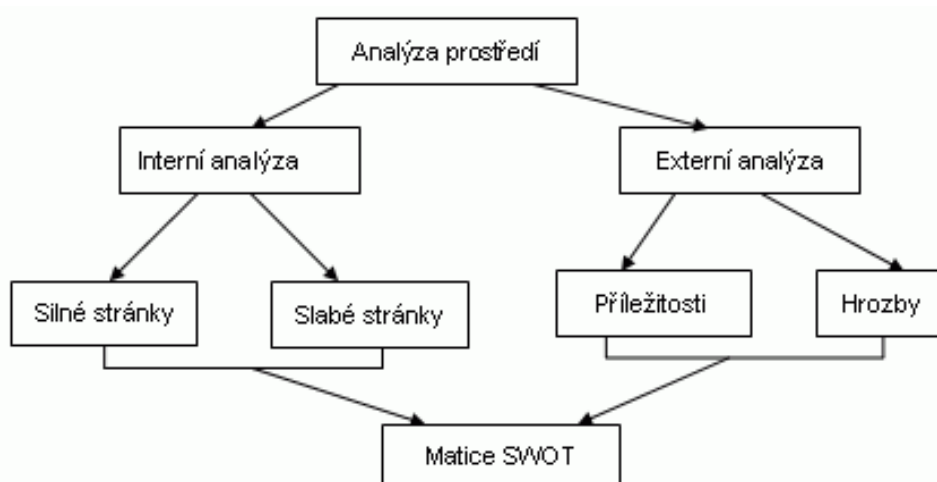 Analýza prostředí
Interní analýza
Externí analýza
Silné stránky
Slabé stránky
Příležitosti
Hrozby
Matice SWOT